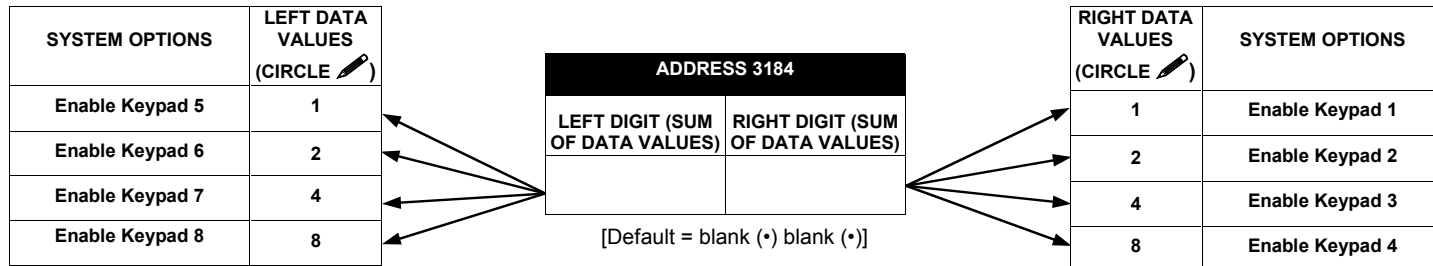 SYSTEM OPTIONS
LEFT DATA
VALUES
(CIRCLE )
Enable Keypad 5 1
Enable Keypad 6 2
Enable Keypad 7 4
Enable Keypad 8 8
ADDRESS 3184
LEFT DIGIT (SUM
OF DATA VALUES)
RIGHT DIGIT (SUM
OF DATA VALUES)
[Default = blank (•) blank (•)]
RIGHT DATA
VALUES
(CIRCLE )
SYSTEM OPTIONS
1 Enable Keypad 1
2 Enable Keypad 2
4 Enable Keypad 3
8 Enable Keypad 4